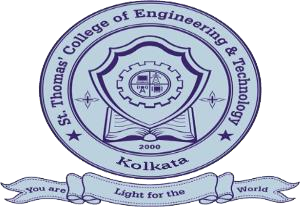 St. Thomas' College of Engineering & Technology
2000
Kolkata
You are Light for the World